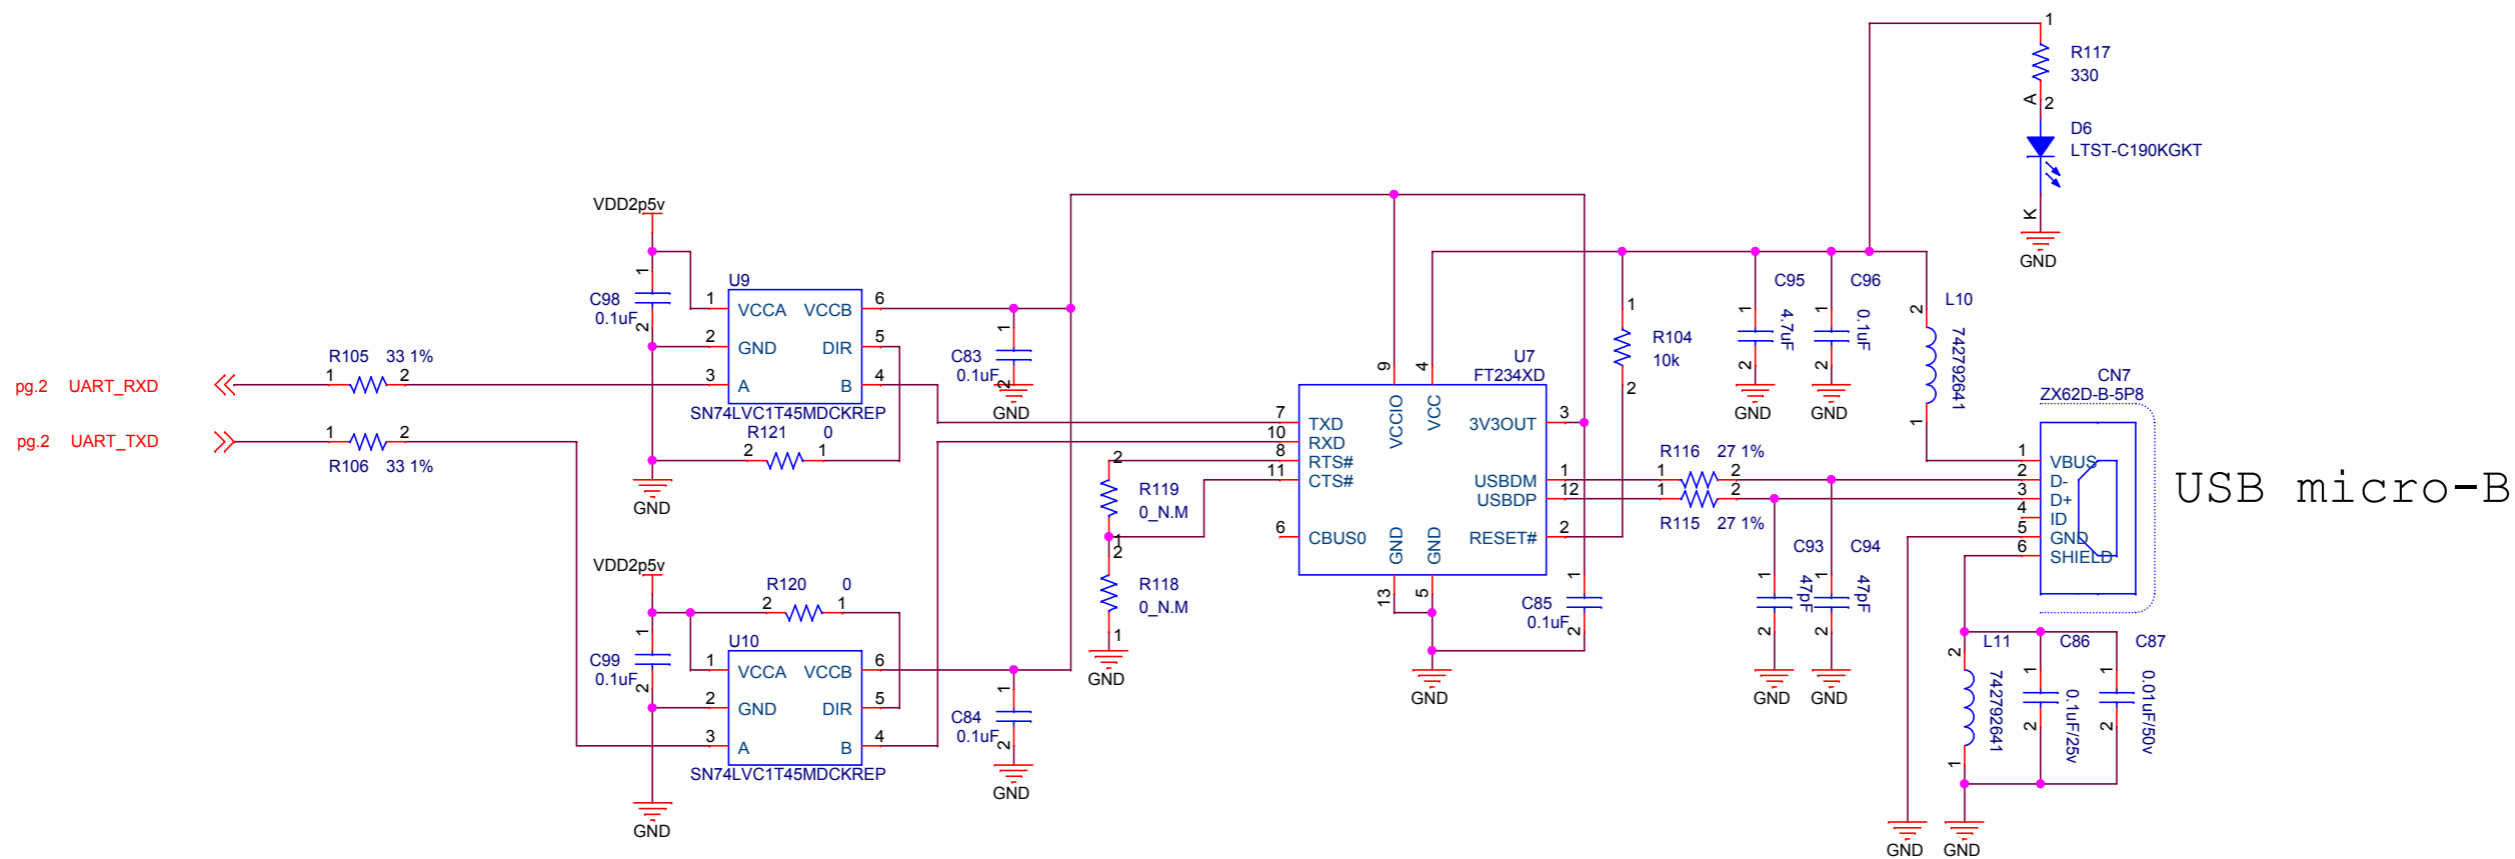 1
R117
330
A
2
D6
LTST-C190KGKT
K
GND
VDD2p5v
1
C98
0.1uF
2
U9
1 VCCA VCCB 6
2 GND DIR 5
3 A B 4
SN74LVC1T45MDCKREP
R121 0
2 1
GND
1
C83
0.1uF
2
GND
pg.2 UART_RXD
R105 33 1%
1 2
pg.2 UART_TXD
1 2
R106 33 1%
VDD2p5v
R120 0
2 1
1
C99
0.1uF
2
U10
1 VCCA VCCB 6
2 GND DIR 5
3 A B 4
SN74LVC1T45MDCKREP
GND
1
C84
0.1uF
2
GND
2
R119
0_N.M
1
2
R118
0_N.M
1
GND
U7
FT234XD
9 VCCIO
4 VCC
7 TXD
10 RXD
8 RTS#
11 CTS#
6 CBUS0
3V3OUT 3
USBDM 1
USBDP 12
RESET# 2
GND 13
GND 5
GND
1
C85
0.1uF
2
1
R104
10k
2
C95
1
4.7uF
2
GND
C96
1
0.1uF
2
GND
L10
2
742792641
1
R116 27 1%
1 2
1 2
R115 27 1%
C93
1
47pF
2
GND
C94
1
47pF
2
GND
CN7
ZX62D-B-5P8
1 VBUS
2 D-
3 D+
4 ID
5 GND
6 SHIELD
USB micro-B
L11
2
742792641
1
C86
1
0.1uF/25v
2
C87
1
0.01uF/50v
2
GND
GND